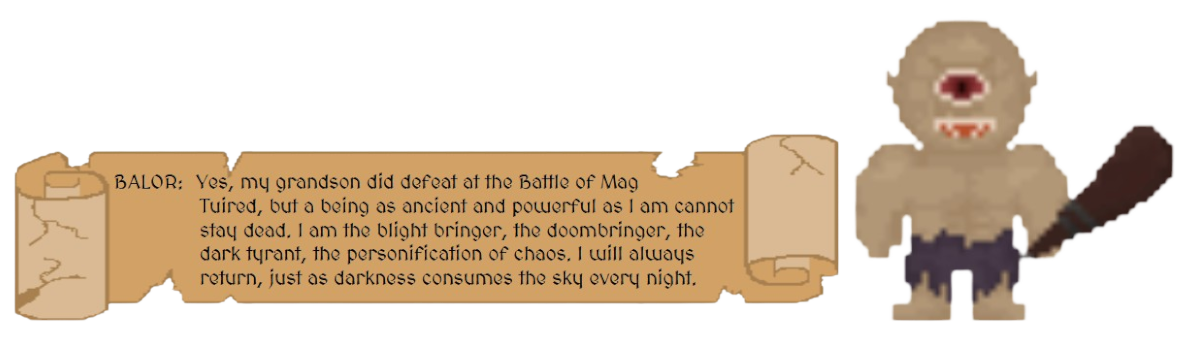 BALOR: Yes, my grandson did defeat at the Battle of Mag
Tuired, but a being as ancient and powerful as I am cannot
stay dead. I am the blight bringer, the doombringer, the
dark tyrant, the personification of chaos. I will always
return, just as darkness consumes the sky every night.